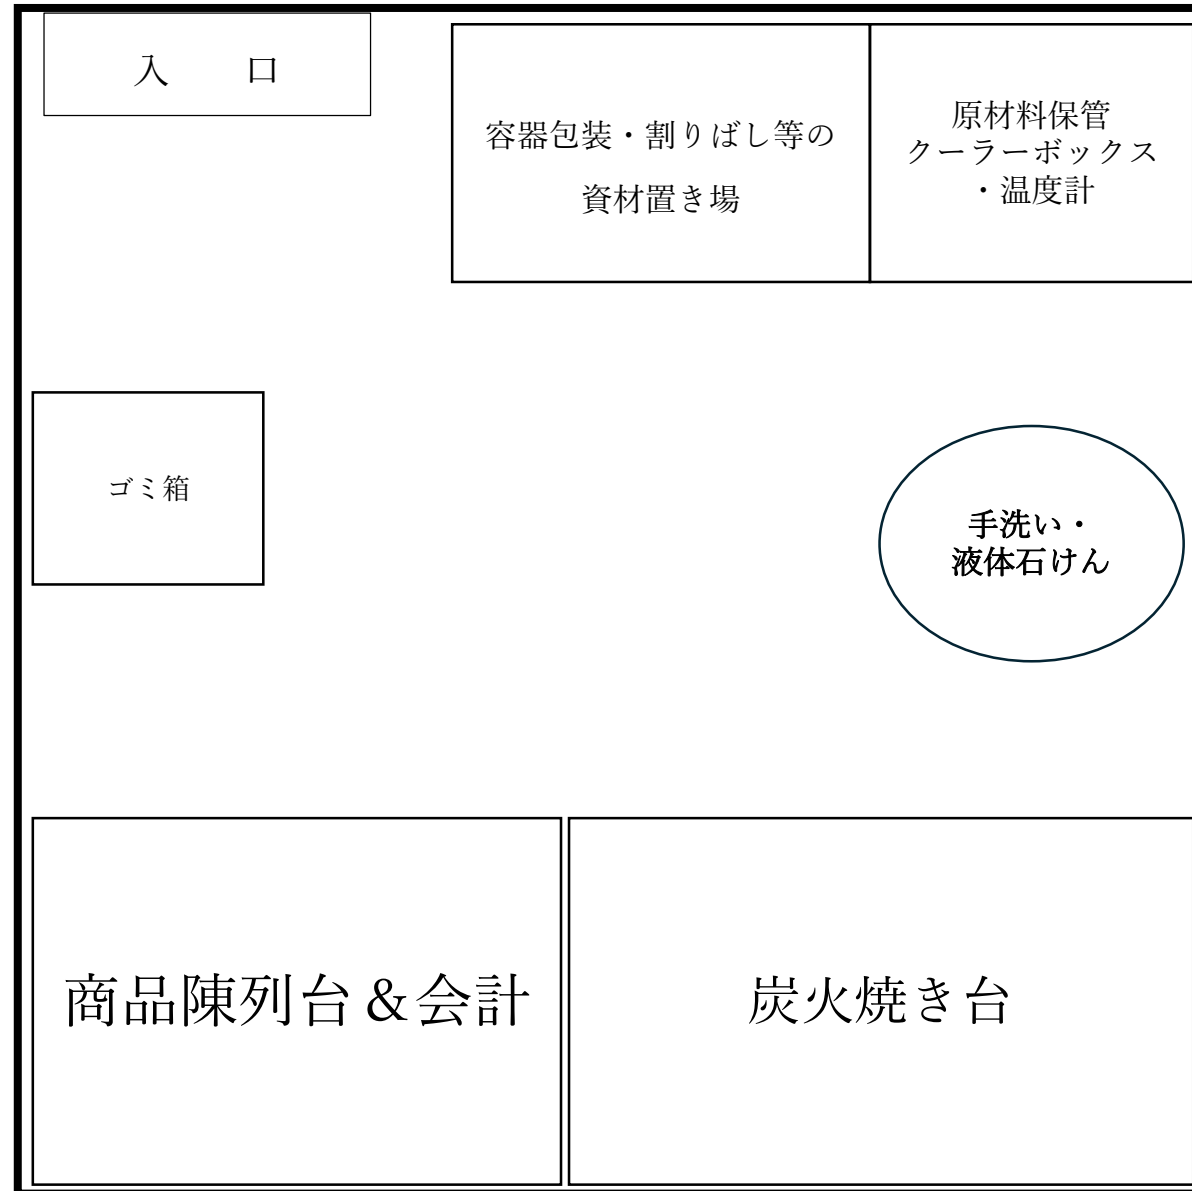 入　　口
容器包装・割りばし等の
資材置き場
原材料保管
クーラーボックス
・温度計
ゴミ箱
手洗い・
液体石けん
商品陳列台＆会計
炭火焼き台